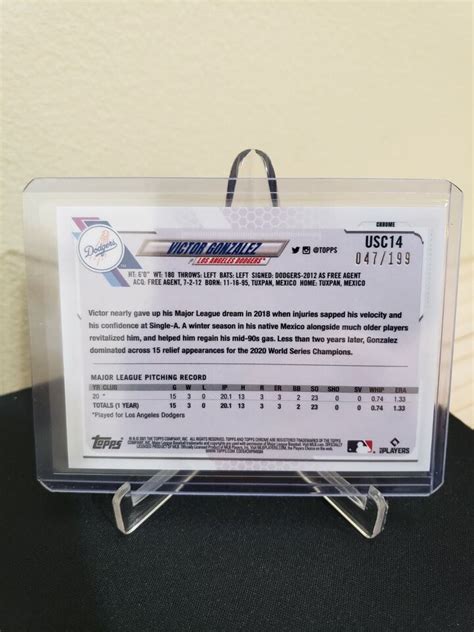 CHROME
USC14
047/199
Dodgers
VICTOR GONZALEZ
LOS ANGELES DODGERS
@TOPPS
HT: 6'0" WT: 180 THROWS: LEFT BATS: LEFT SIGNED: DODGERS-2012 AS FREE AGENT
ACQ: FREE AGENT, 7-2-12 BORN: 11-16-95, TUXPAN, MEXICO HOME: TUXPAN, MEXICO
Victor nearly gave up his Major League dream in 2018 when injuries sapped his velocity and
his confidence at Single-A. A winter season in his native Mexico alongside much older players
revitalized him, and helped him regain his mid-90s gas. Less than two years later, Gonzalez
dominated across 15 relief appearances for the 2020 World Series Champions.
MAJOR LEAGUE PITCHING RECORD
YR CLUB G W L IP H R ER BB SO SHO SV WHIP ERA
20 * 15 3 0 20.1 13 3 3 2 23 0 0 0.74 1.33
TOTALS (1 YEAR) 15 3 0 20.1 13 3 3 2 23 0 0 0.74 1.33
*Played for Los Angeles Dodgers
Topps
PLAYERS